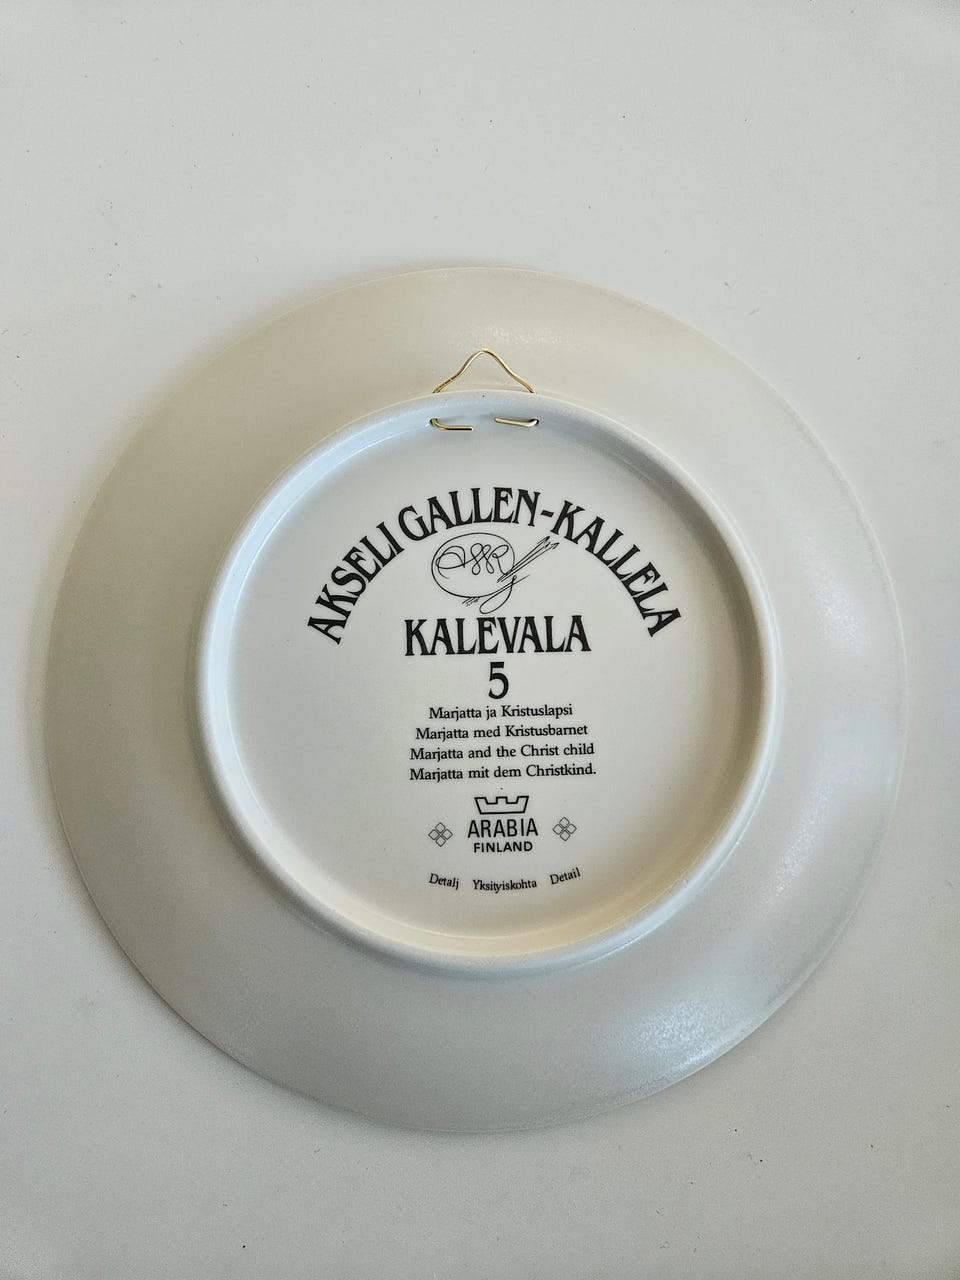 AKSELI GALLEN-KALLELA
KALEVALA
5
Marjatta ja Kristuslapsi
Marjatta med Kristusbarnet
Marjatta and the Christ child
Marjatta mit dem Christkind.
ARABIA
FINLAND
Detalj Yksityiskohta Detail